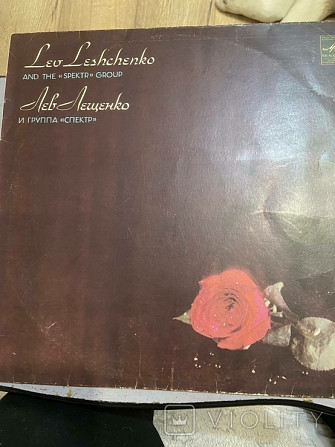 Lev Leshchenko
AND THE «SPEKTR» GROUP
Лев Лещенко
И ГРУППА «СПЕКТР»
VIOLITY